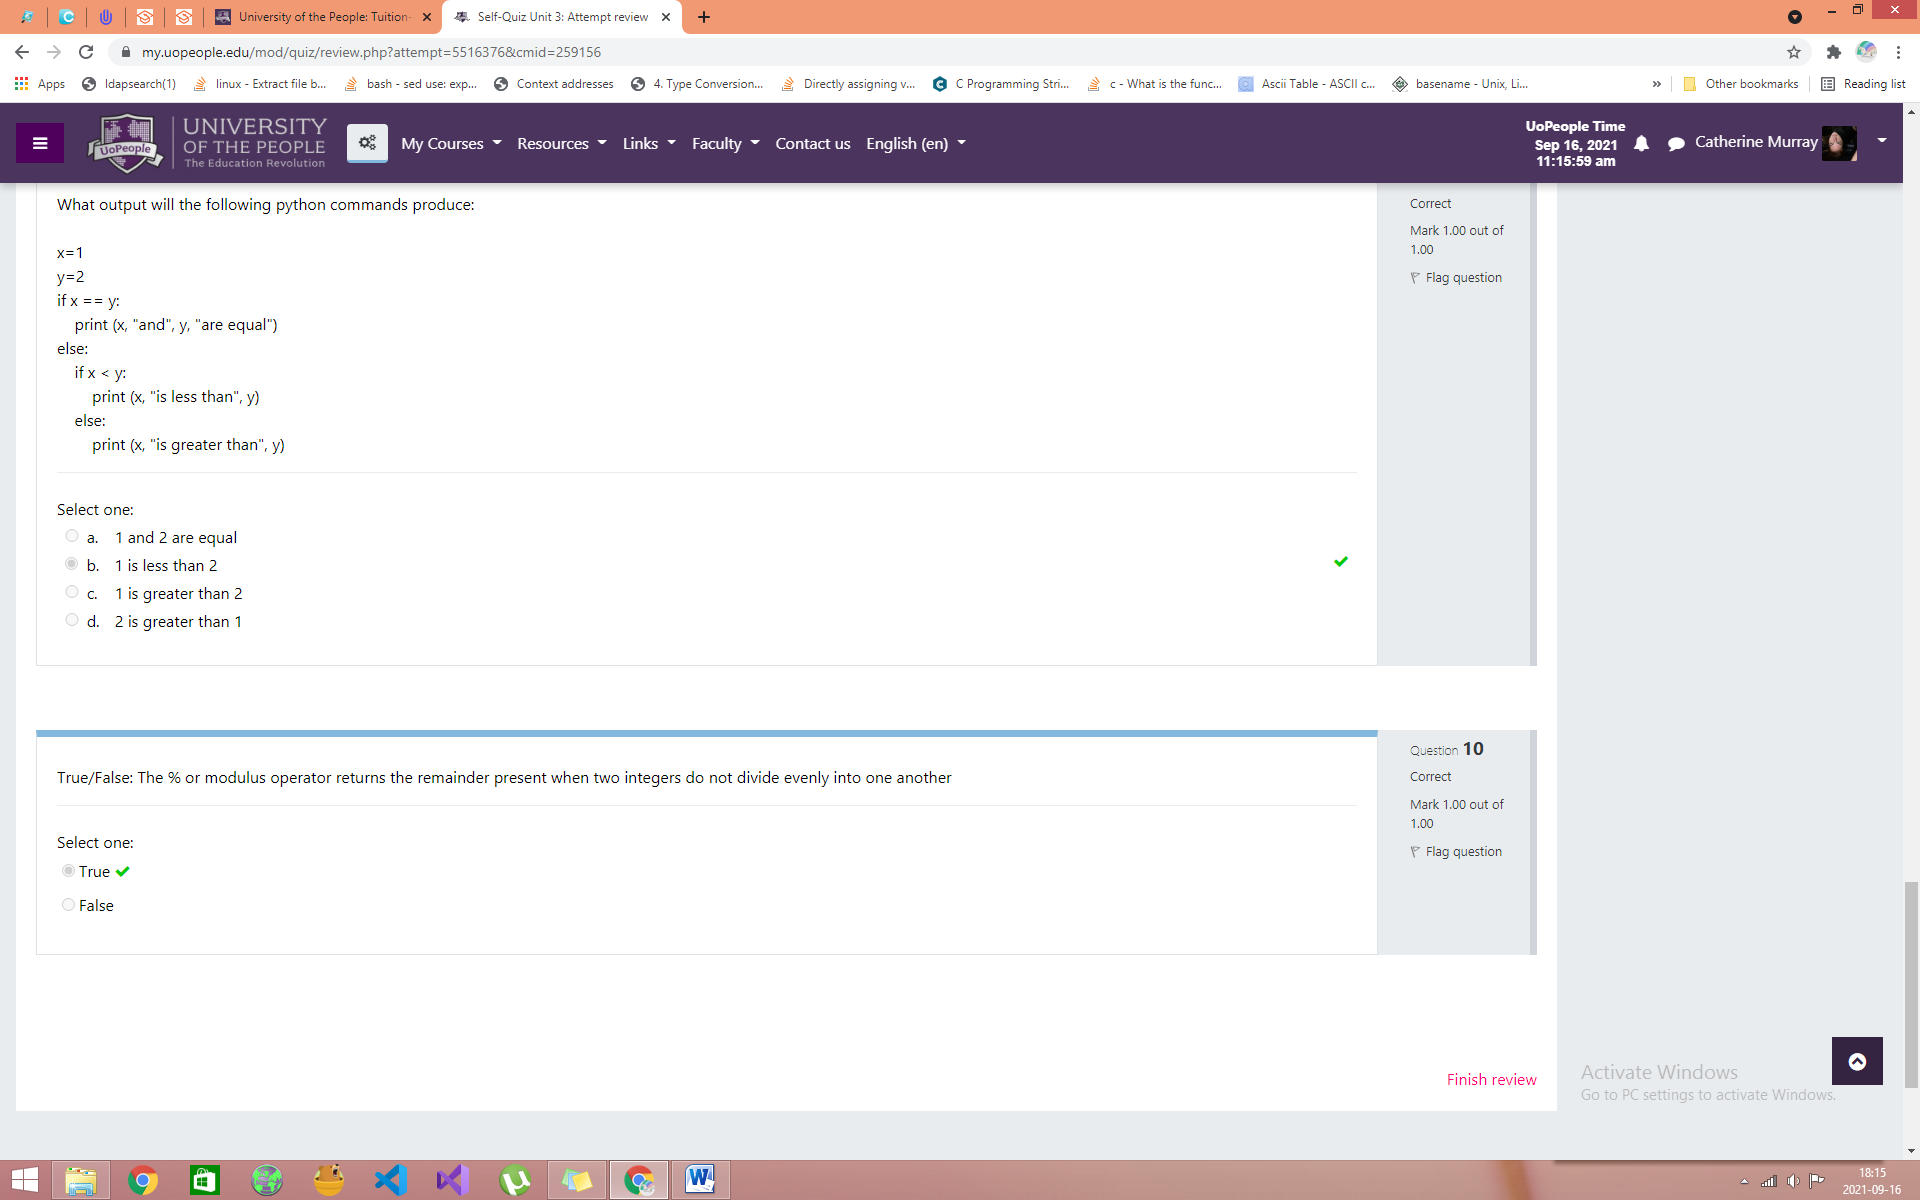 University of the People: Tuition-
Self-Quiz Unit 3: Attempt review
my.uopeople.edu/mod/quiz/review.php?attempt=5516376&cmid=259156
Apps
ldapsearch(1)
linux - Extract file b...
bash - sed use: exp...
Context addresses
4. Type Conversion...
Directly assigning v...
C Programming Stri...
c - What is the func...
Ascii Table - ASCII c...
basename - Unix, Li...
»
Other bookmarks
Reading list
UoPeople
UNIVERSITY
OF THE PEOPLE
The Education Revolution
My Courses
Resources
Links
Faculty
Contact us
English (en)
UoPeople Time
Sep 16, 2021
11:15:59 am
Catherine Murray
What output will the following python commands produce:
x=1
y=2
if x == y:
print (x, "and", y, "are equal")
else:
if x < y:
print (x, "is less than", y)
else:
print (x, "is greater than", y)
Select one:
a. 1 and 2 are equal
b. 1 is less than 2
c. 1 is greater than 2
d. 2 is greater than 1
Correct
Mark 1.00 out of
1.00
Flag question
True/False: The % or modulus operator returns the remainder present when two integers do not divide evenly into one another
Select one:
True
False
Question 10
Correct
Mark 1.00 out of
1.00
Flag question
Finish review
Activate Windows
Go to PC settings to activate Windows.
18:15
2021-09-16